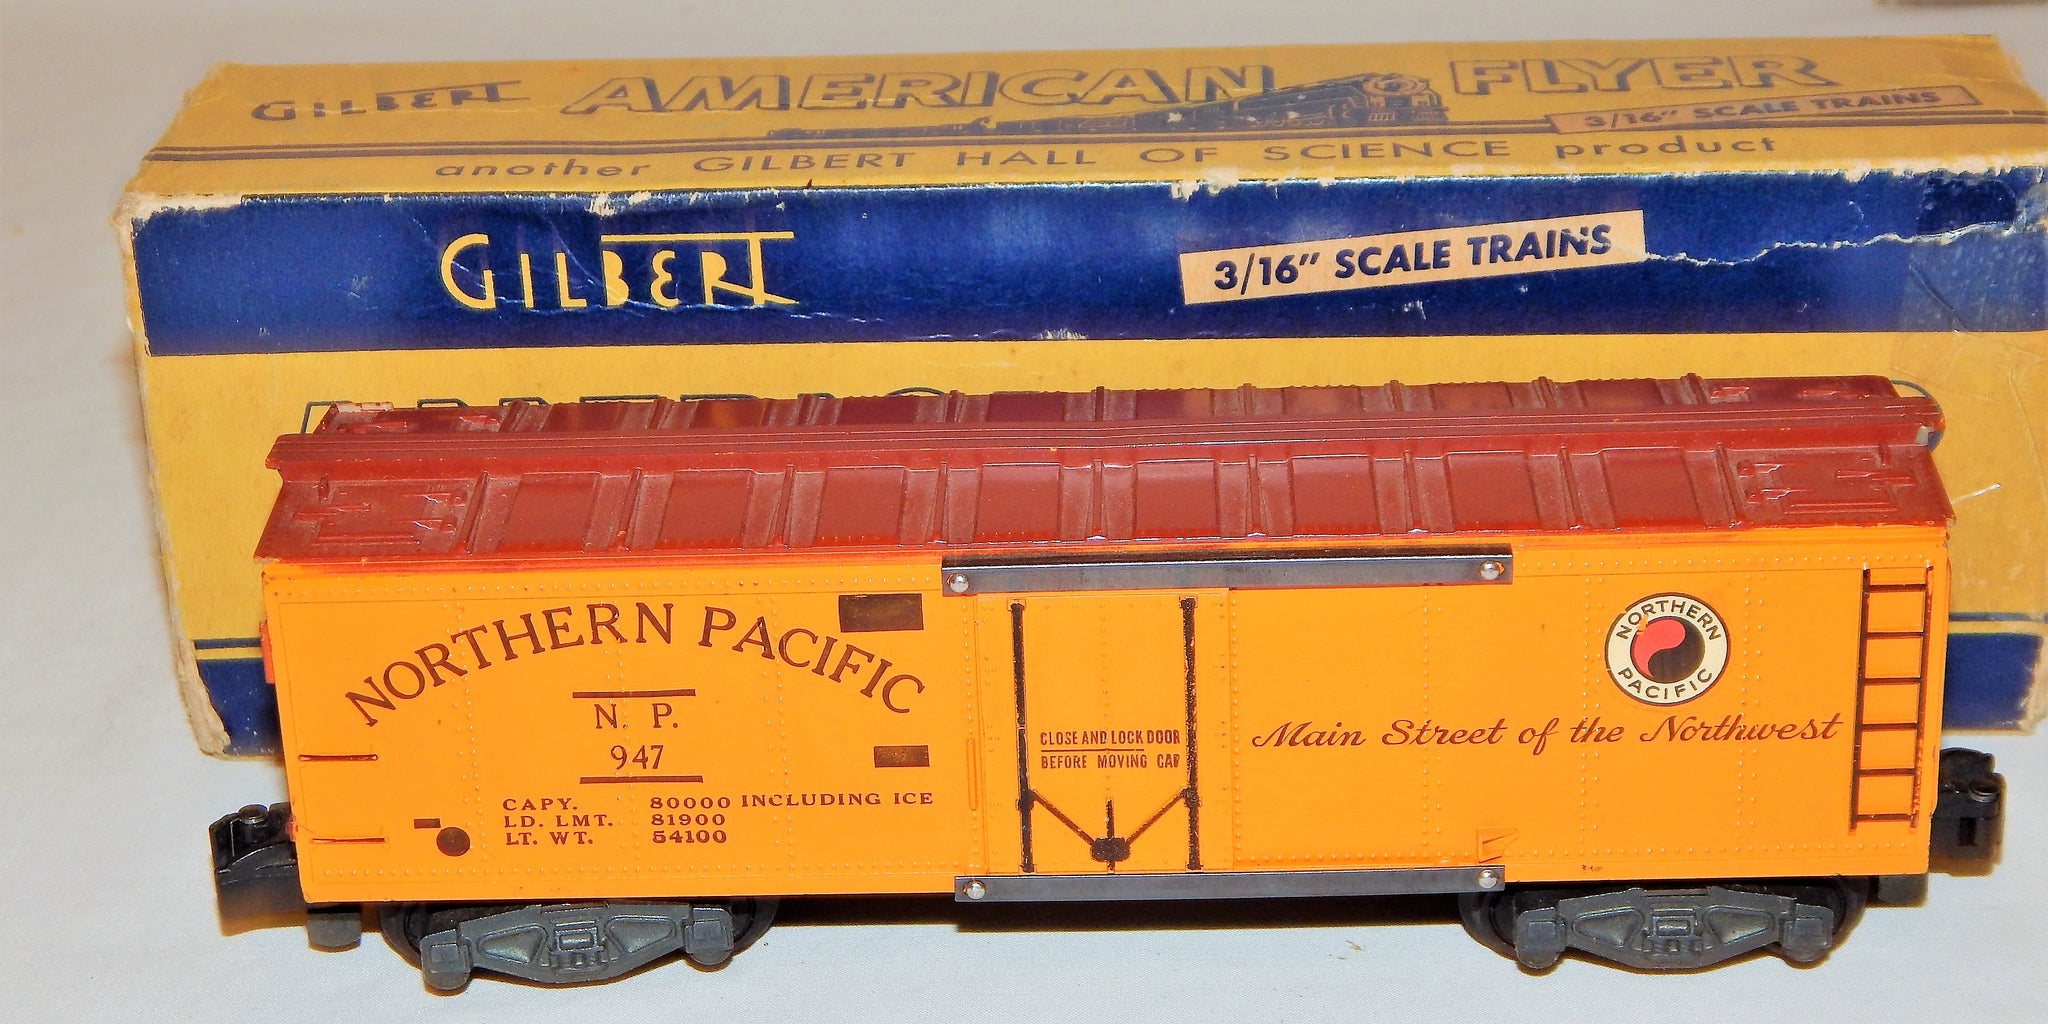 GILBERT AMERICAN FLYER
3/16" SCALE TRAINS
another GILBERT HALL OF SCIENCE product
GILBERT
3/16" SCALE TRAINS
NORTHERN PACIFIC
N. P.
947
CAPY. 80000 INCLUDING ICE
LD. LMT. 81900
LT. WT. 54100
CLOSE AND LOCK DOOR
BEFORE MOVING CAR
NORTHERN
PACIFIC
Main Street of the Northwest